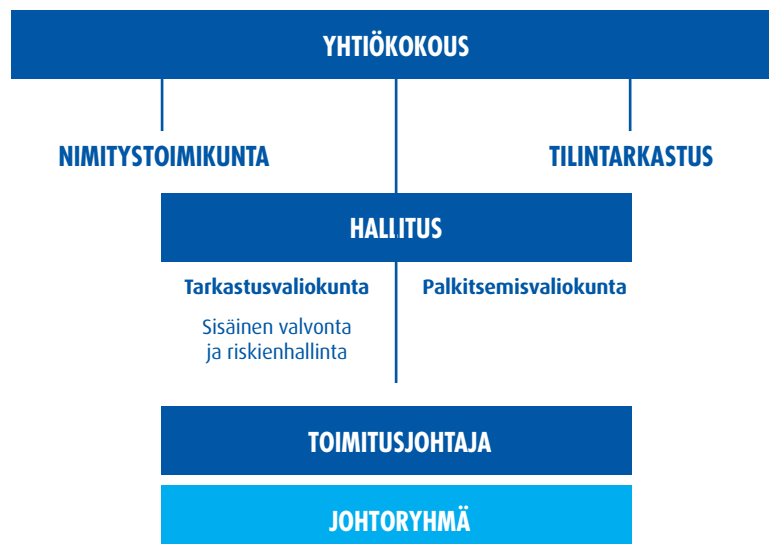 YHTIÖKOKOUS
NIMITYSTOIMIKUNTA
TILINTARKASTUS
HALLITUS
Tarkastusvaliokunta
Palkitsemisvaliokunta
Sisäinen valvonta
ja riskienhallinta
TOIMITUSJOHTAJA
JOHTORYHMÄ